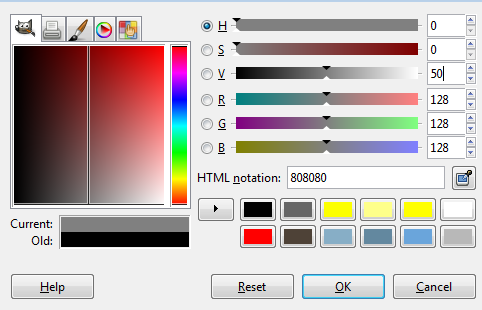 H 0
S 0
V 50
R 128
G 128
B 128
HTML notation: 808080
Current:
Old:
Help Reset OK Cancel